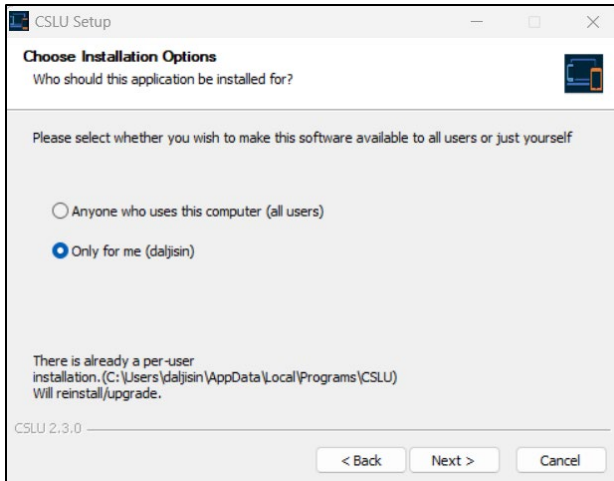 CSLU Setup
Choose Installation Options
Who should this application be installed for?
Please select whether you wish to make this software available to all users or just yourself
Anyone who uses this computer (all users)
Only for me (daljisin)
There is already a per-user
installation.(C:\Users\daljisin\AppData\Local\Programs\CSLU)
Will reinstall/upgrade.
CSLU 2.3.0
< Back Next > Cancel